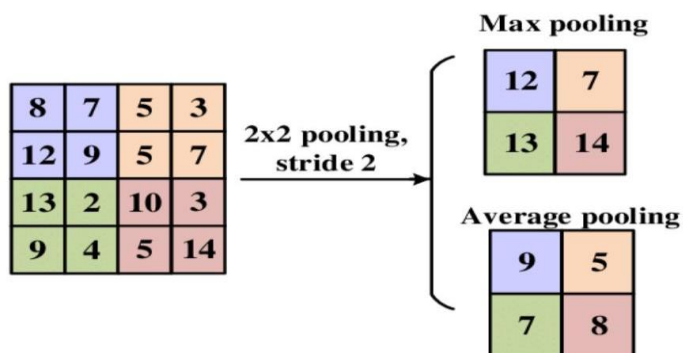 Max pooling
12 7
13 14
8 7 5 3
12 9 5 7
13 2 10 3
9 4 5 14
2x2 pooling,
stride 2
Average pooling
9 5
7 8